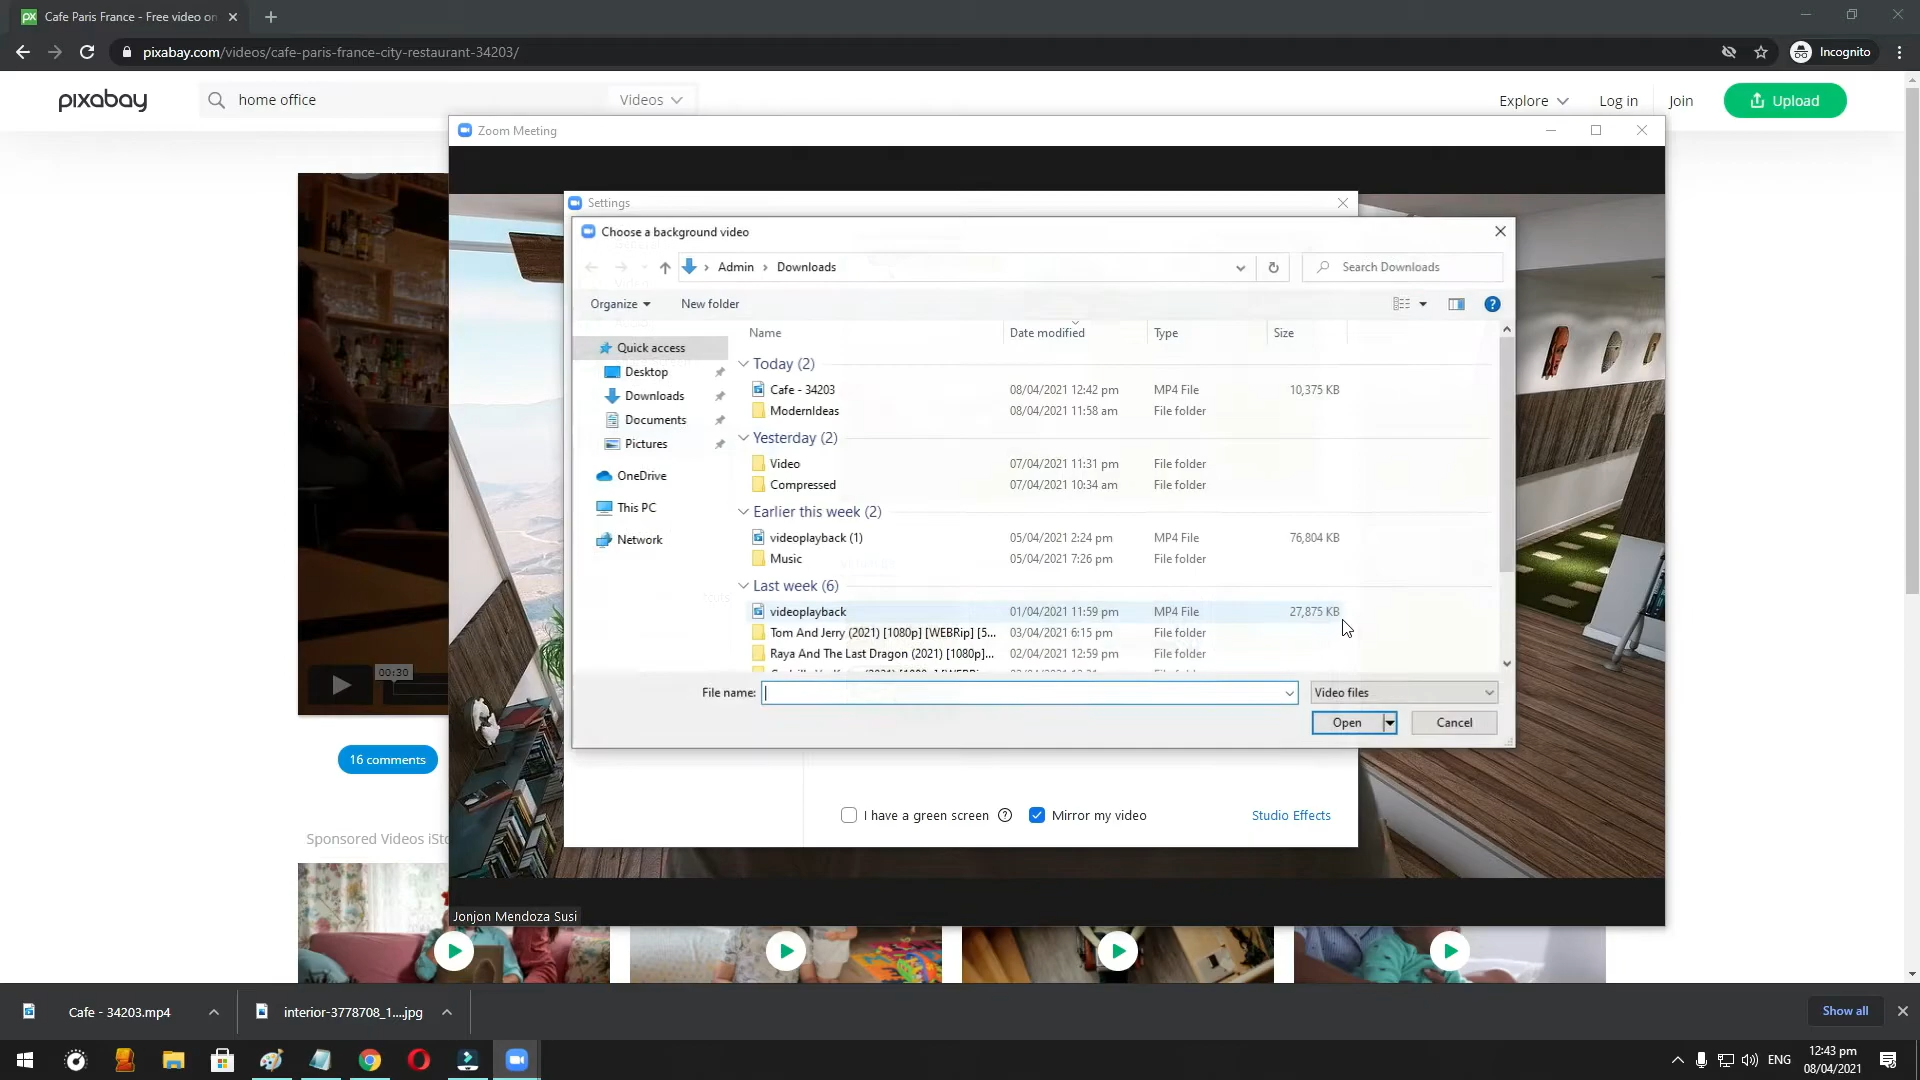 Cafe Paris France - Free video on
pixabay.com/videos/cafe-paris-france-city-restaurant-34203/
Incognito
pixabay
home office
Videos
Explore
Log in
Join
Upload
Zoom Meeting
Settings
Choose a background video
Admin > Downloads
Search Downloads
Organize
New folder
Name
Date modified
Type
Size
Quick access
Desktop
Downloads
Documents
Pictures
OneDrive
This PC
Network
Today (2)
Cafe - 34203 08/04/2021 12:42 pm MP4 File 10,375 KB
ModernIdeas 08/04/2021 11:58 am File folder
Yesterday (2)
Video 07/04/2021 11:31 pm File folder
Compressed 07/04/2021 10:34 am File folder
Earlier this week (2)
videoplayback (1) 05/04/2021 2:24 pm MP4 File 76,804 KB
Music 05/04/2021 7:26 pm File folder
Last week (6)
videoplayback 01/04/2021 11:59 pm MP4 File 27,875 KB
Tom And Jerry (2021) [1080p] [WEBRip] [5... 03/04/2021 6:15 pm File folder
Raya And The Last Dragon (2021) [1080p]... 02/04/2021 12:59 pm File folder
File name:
Video files
Open
Cancel
00:30
16 comments
I have a green screen
Mirror my video
Studio Effects
Sponsored Videos iSto
Jonjon Mendoza Susi
Cafe - 34203.mp4
interior-3778708_1....jpg
Show all
ENG
12:43 pm
08/04/2021